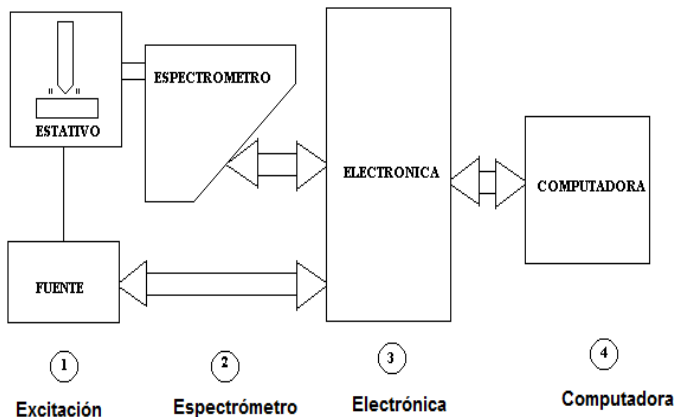 ESTATIVO
ESPECTROMETRO
ELECTRONICA
COMPUTADORA
FUENTE
1
2
3
4
Excitación
Espectrómetro
Electrónica
Computadora